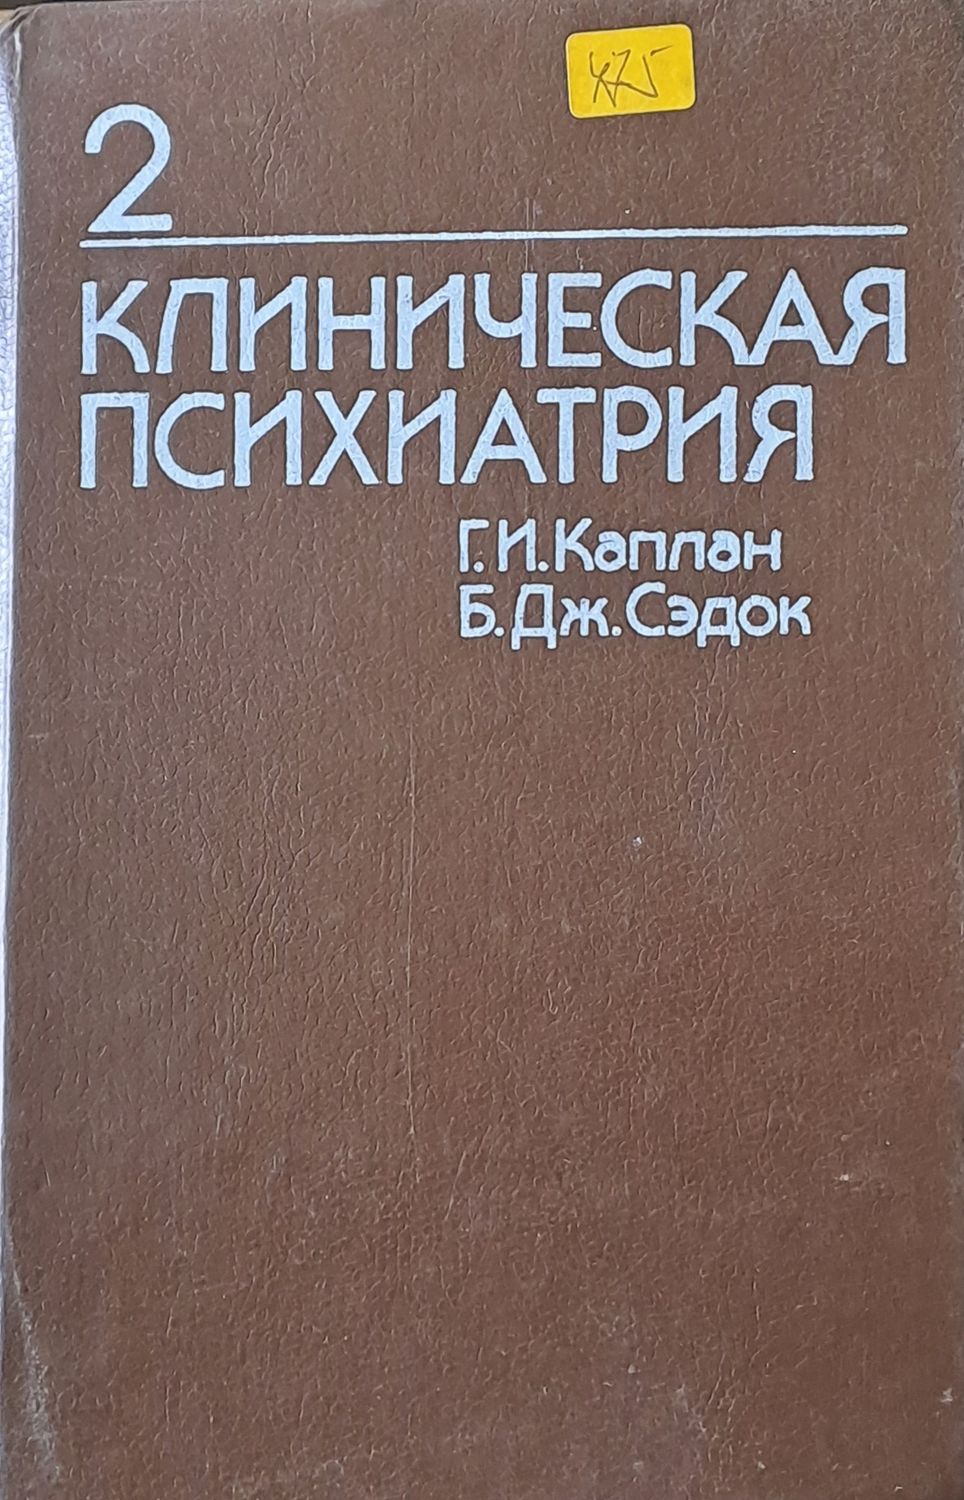 2
КЛИНИЧЕСКАЯ
ПСИХИАТРИЯ
Г.И.Каплан
Б.Дж.Сэдок